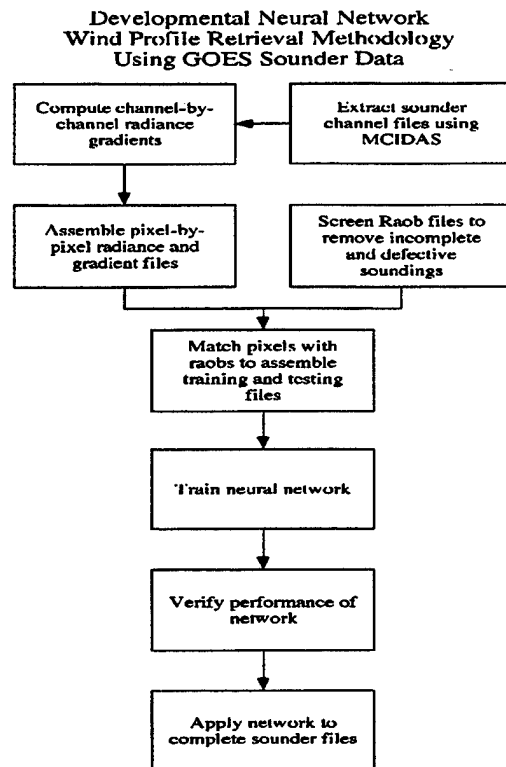 Developmental Neural Network
Wind Profile Retrieval Methodology
Using GOES Sounder Data
Compute channel-by-
channel radiance
gradients
Extract sounder
channel files using
MCIDAS
Assemble pixel-by-
pixel radiance and
gradient files
Screen Raob files to
remove incomplete
and defective
soundings
Match pixels with
raobs to assemble
training and testing
files
Train neural network
Verify performance of
network
Apply network to
complete sounder files